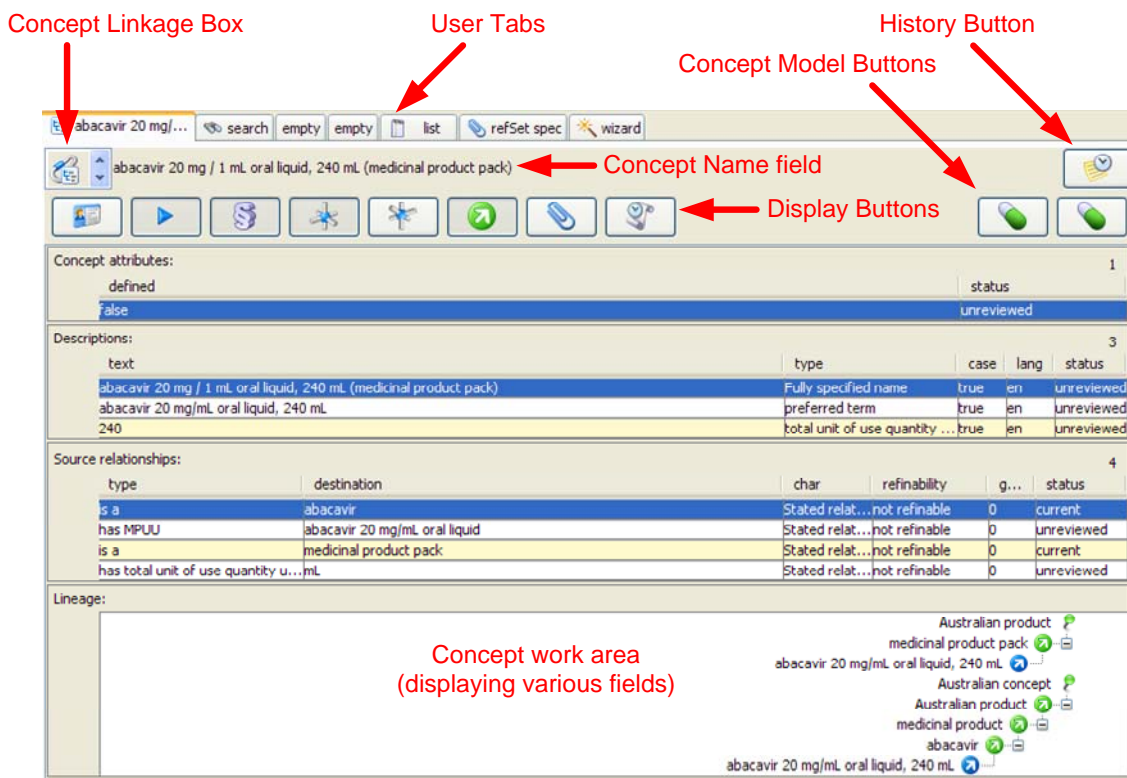 Concept Linkage Box User Tabs History Button
Concept Model Buttons
abacavir 20 mg/... search empty empty list refSet spec wizard
abacavir 20 mg / 1 mL oral liquid, 240 mL (medicinal product pack) Concept Name field
Display Buttons
Concept attributes: 1
defined status
false unreviewed
Descriptions: 3
text type case lang status
abacavir 20 mg / 1 mL oral liquid, 240 mL (medicinal product pack) Fully specified name true en unreviewed
abacavir 20 mg/mL oral liquid, 240 mL preferred term true en unreviewed
240 total unit of use quantity ... true en unreviewed
Source relationships: 4
type destination char refinability g... status
is a abacavir Stated relat... not refinable 0 current
has MPUU abacavir 20 mg/mL oral liquid Stated relat... not refinable 0 unreviewed
is a medicinal product pack Stated relat... not refinable 0 current
has total unit of use quantity u... mL Stated relat... not refinable 0 unreviewed
Lineage:
Australian product
medicinal product pack
abacavir 20 mg/mL oral liquid, 240 mL
Australian concept
Australian product
medicinal product
abacavir
abacavir 20 mg/mL oral liquid, 240 mL
Concept work area
(displaying various fields)